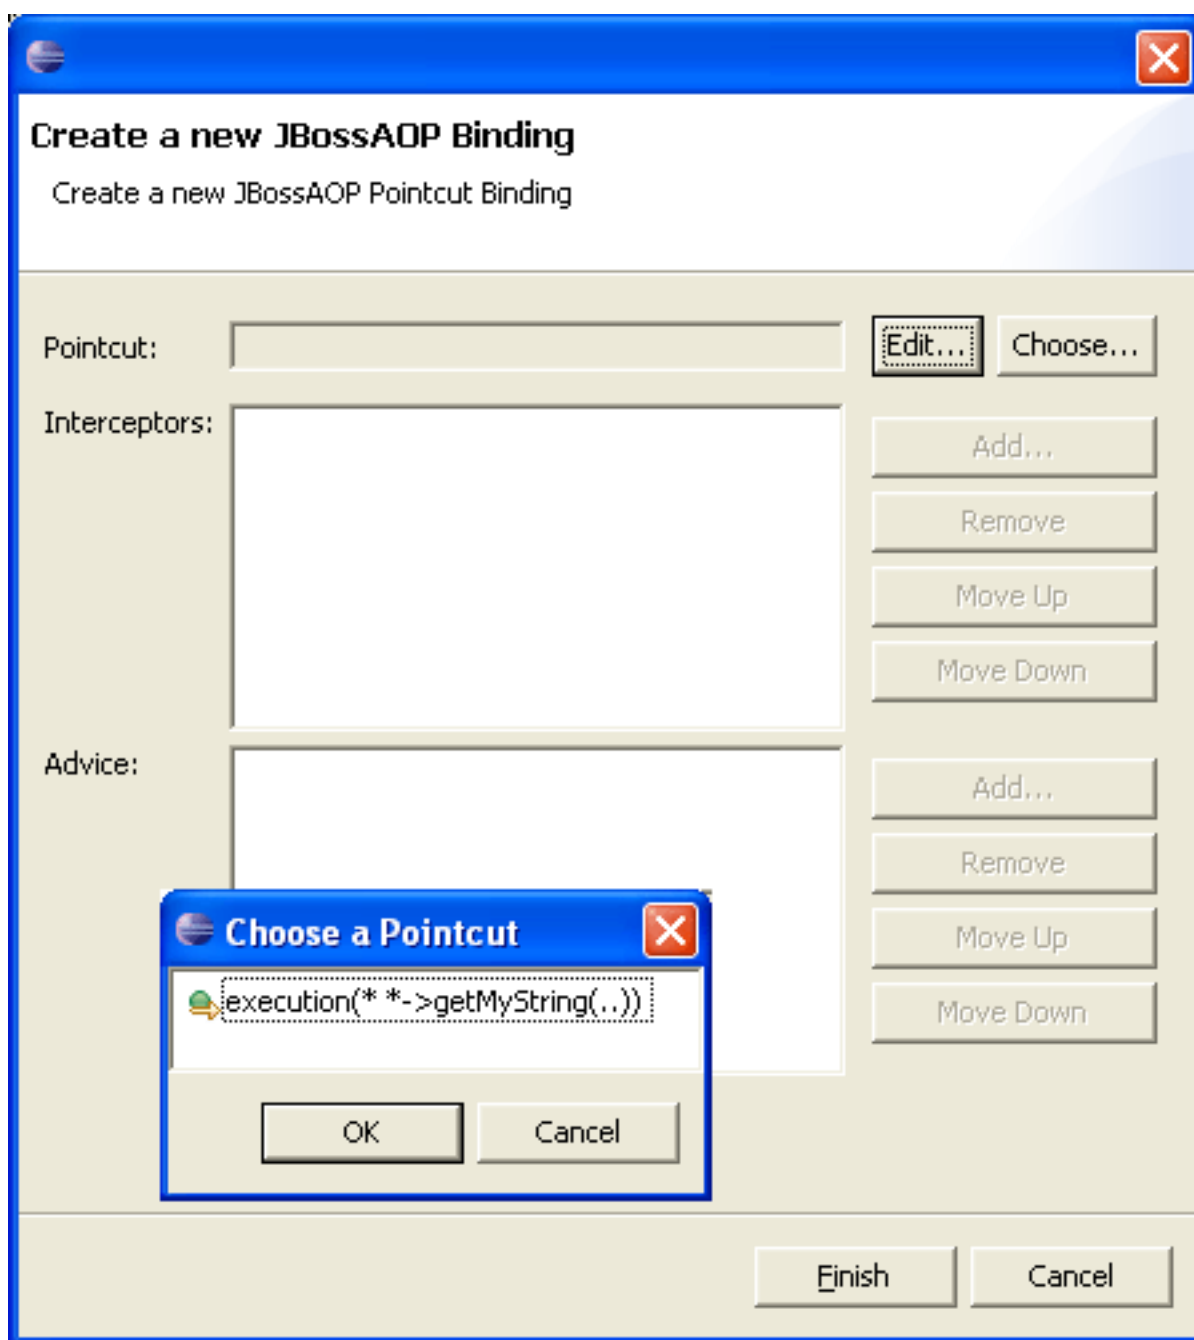 Create a new JBossAOP Binding
Create a new JBossAOP Pointcut Binding
Pointcut: Edit... Choose...
Interceptors:
Add...
Remove
Move Up
Move Down
Advice:
Add...
Remove
Choose a Pointcut
Move Up
execution(* *->getMyString(..))
Move Down
OK Cancel
Finish Cancel